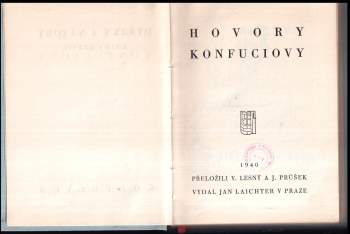 HOVORY
KONFUCIOVY
1940
PŘELOŽILI V. LESNÝ A J. PRŮŠEK
VYDAL JAN LAICHTER V PRAZE